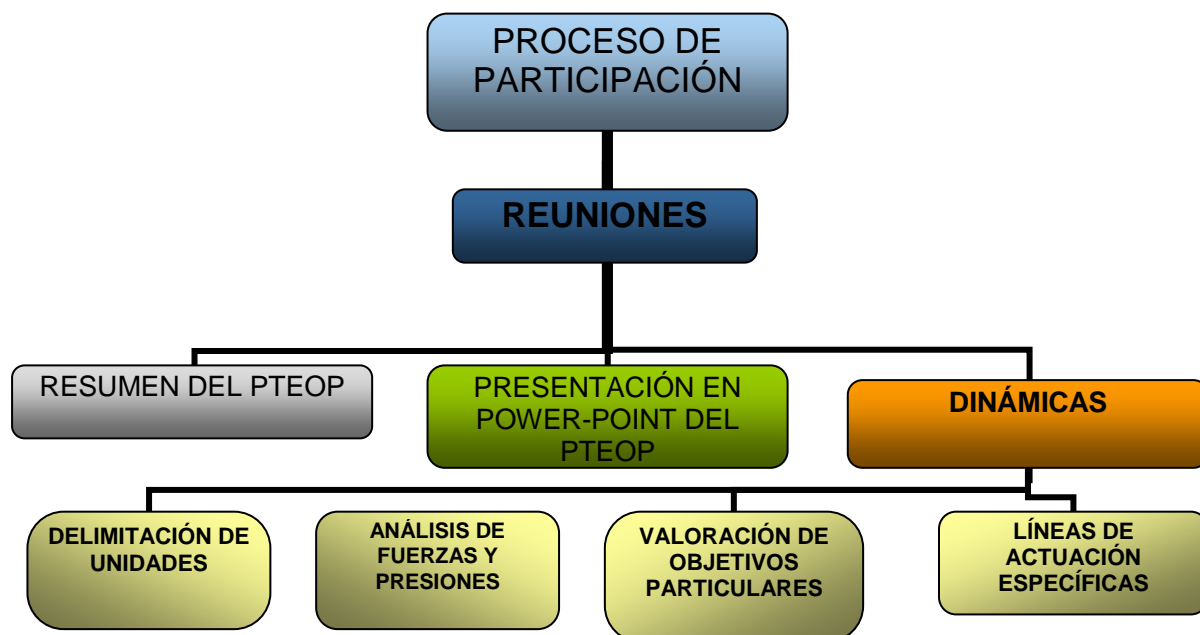 PROCESO DE
PARTICIPACIÓN
REUNIONES
RESUMEN DEL PTEOP
PRESENTACIÓN EN
POWER-POINT DEL
PTEOP
DINÁMICAS
DELIMITACIÓN DE
UNIDADES
ANÁLISIS DE
FUERZAS Y
PRESIONES
VALORACIÓN DE
OBJETIVOS
PARTICULARES
LÍNEAS DE
ACTUACIÓN
ESPECÍFICAS